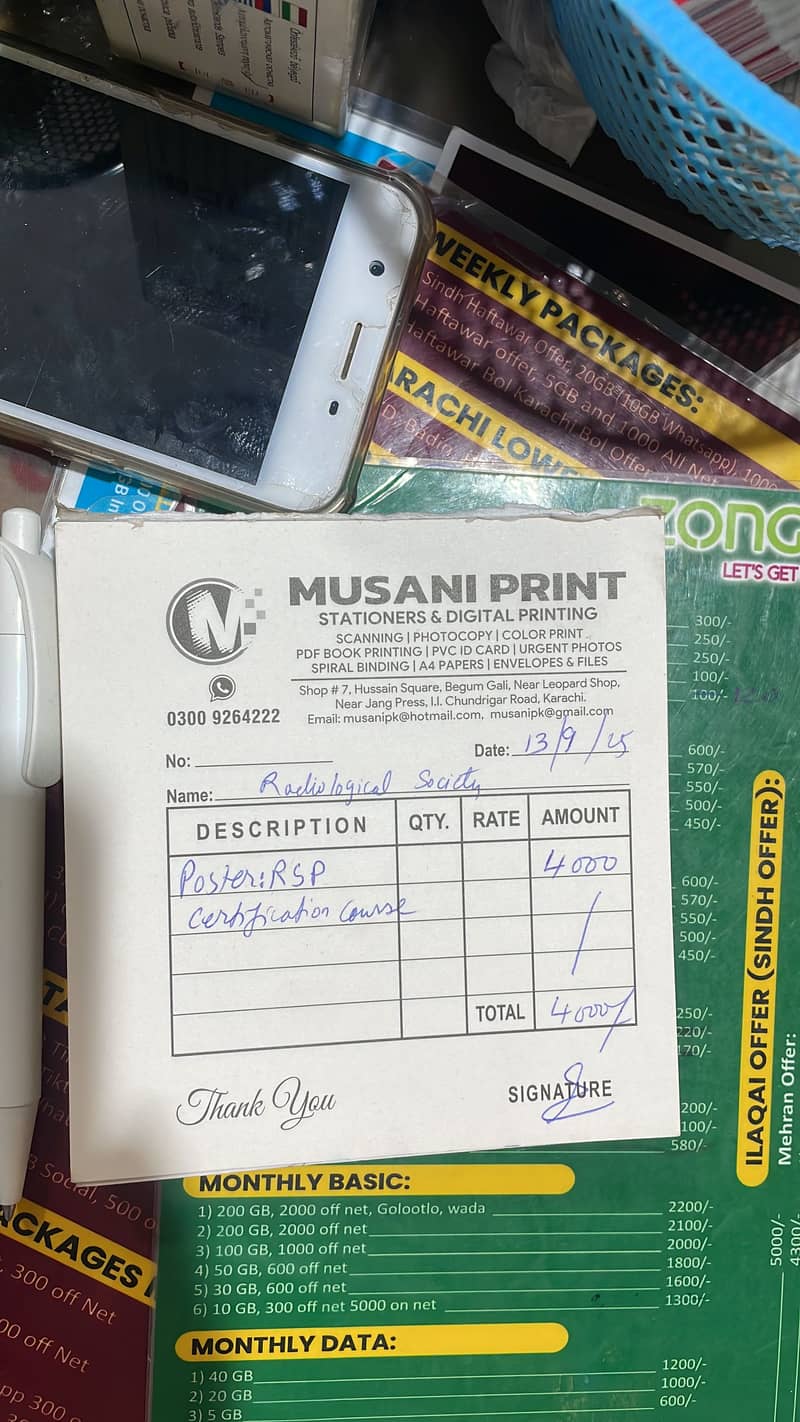 WEEKLY PACKAGES:
Sindh Haftawar Offer, 20GB (10GB Whatsapp), 1000
Haftawar offer, 5GB and 1000 All Net
Haftawar Bol Karachi Bol Offer
KARACHI LOW
ZONG
LET'S GET
300/-
250/-
250/-
100/-
100/-
MUSANI PRINT
STATIONERS & DIGITAL PRINTING
SCANNING | PHOTOCOPY | COLOR PRINT
PDF BOOK PRINTING | PVC ID CARD | URGENT PHOTOS
SPIRAL BINDING | A4 PAPERS | ENVELOPES & FILES
Shop # 7, Hussain Square, Begum Gali, Near Leopard Shop,
Near Jang Press, I.I. Chundrigar Road, Karachi.
Email: musanipk@hotmail.com, musanipk@gmail.com
0300 9264222
No:
Date: 13/9/25
Name: Radiological Society
DESCRIPTION QTY. RATE AMOUNT
Poster: RSP 4000
Certification Course
TOTAL 4000/
Thank You
SIGNATURE
600/-
570/-
550/-
500/-
450/-
600/-
570/-
550/-
500/-
450/-
250/-
220/-
170/-
200/-
100/-
580/-
ILAQAI OFFER (SINDH OFFER):
Mehran Offer:
5000/-
4300/-
MONTHLY BASIC:
1) 200 GB, 2000 off net, Golootlo, wada 2200/-
2) 200 GB, 2000 off net 2100/-
3) 100 GB, 1000 off net 2000/-
4) 50 GB, 600 off net 1800/-
5) 30 GB, 600 off net 1600/-
6) 10 GB, 300 off net 5000 on net 1300/-
MONTHLY DATA:
1) 40 GB 1200/-
2) 20 GB 1000/-
3) 5 GB 600/-
Social, 500
300 off Net
off Net
300